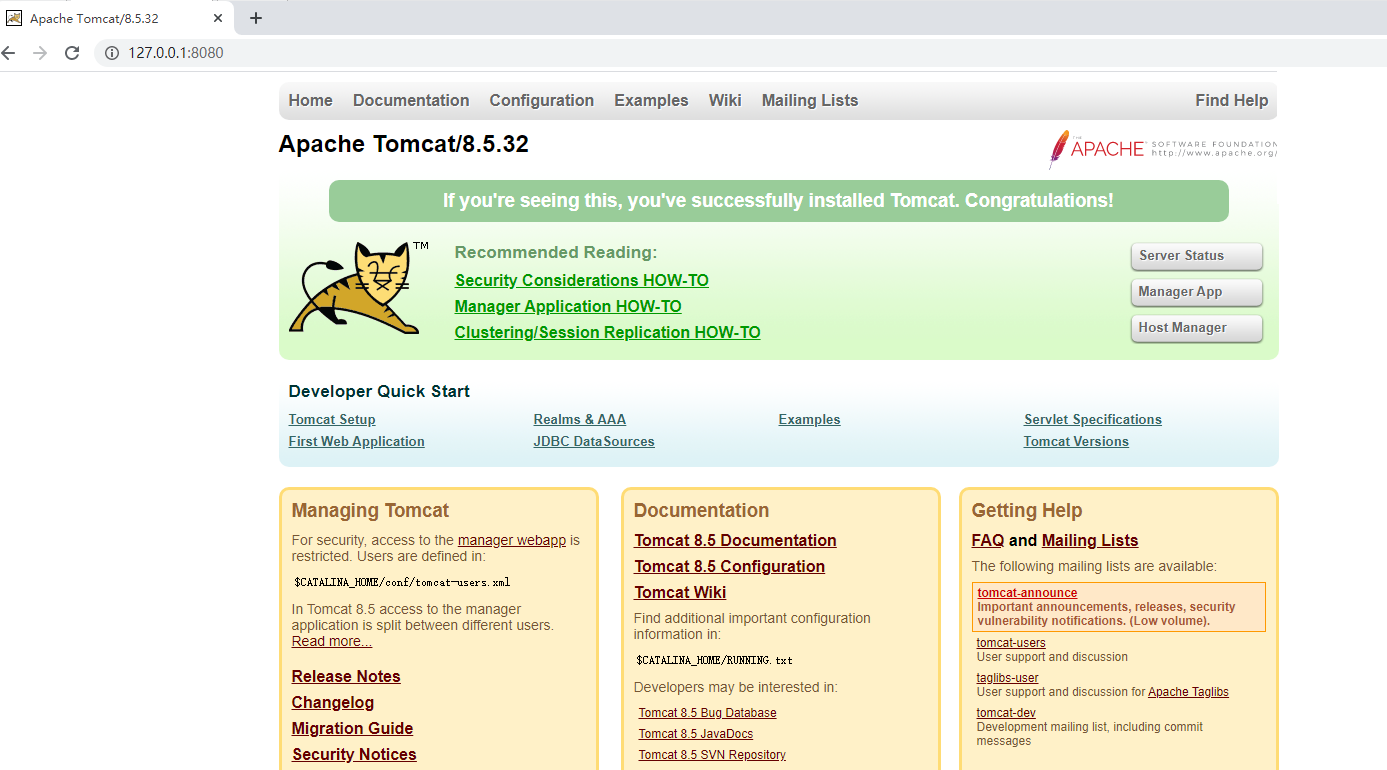 Apache Tomcat/8.5.32
127.0.0.1:8080
Home Documentation Configuration Examples Wiki Mailing Lists Find Help
Apache Tomcat/8.5.32
THE APACHE SOFTWARE FOUNDATION
http://www.apache.org/
If you're seeing this, you've successfully installed Tomcat. Congratulations!
TM
Recommended Reading:
Security Considerations HOW-TO
Manager Application HOW-TO
Clustering/Session Replication HOW-TO
Server Status
Manager App
Host Manager
Developer Quick Start
Tomcat Setup
First Web Application
Realms & AAA
JDBC DataSources
Examples
Servlet Specifications
Tomcat Versions
Managing Tomcat
For security, access to the manager webapp is
restricted. Users are defined in:
$CATALINA_HOME/conf/tomcat-users.xml
In Tomcat 8.5 access to the manager
application is split between different users.
Read more...
Release Notes
Changelog
Migration Guide
Security Notices
Documentation
Tomcat 8.5 Documentation
Tomcat 8.5 Configuration
Tomcat Wiki
Find additional important configuration
information in:
$CATALINA_HOME/RUNNING.txt
Developers may be interested in:
Tomcat 8.5 Bug Database
Tomcat 8.5 JavaDocs
Tomcat 8.5 SVN Repository
Getting Help
FAQ and Mailing Lists
The following mailing lists are available:
tomcat-announce
Important announcements, releases, security
vulnerability notifications. (Low volume).
tomcat-users
User support and discussion
taglibs-user
User support and discussion for Apache Taglibs
tomcat-dev
Development mailing list, including commit
messages